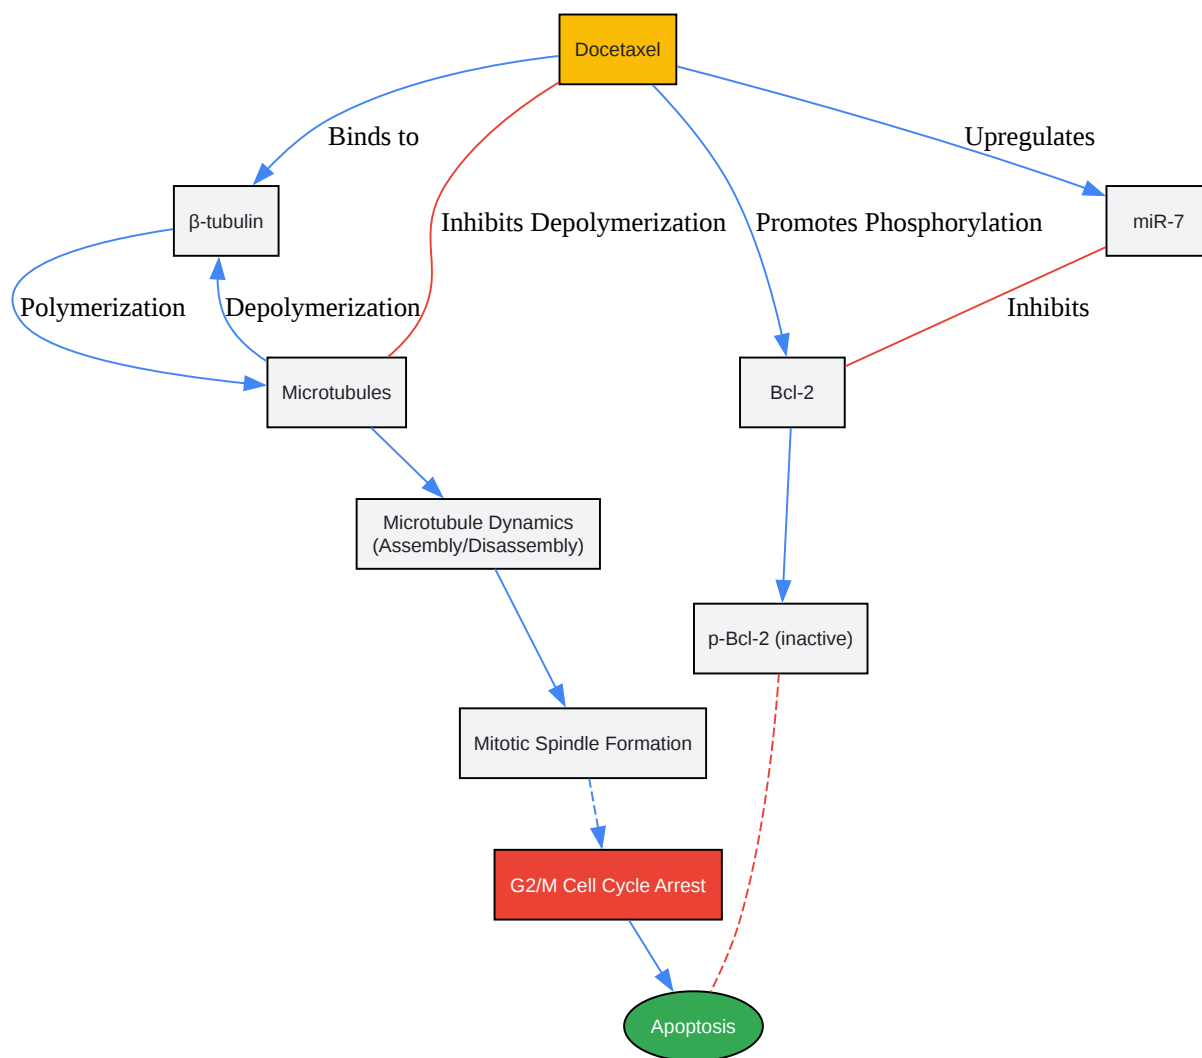 Docetaxel
Binds to
Upregulates
β-tubulin
Inhibits Depolymerization
Promotes Phosphorylation
miR-7
Polymerization
Depolymerization
Inhibits
Microtubules
Bcl-2
Microtubule Dynamics
(Assembly/Disassembly)
p-Bcl-2 (inactive)
Mitotic Spindle Formation
G2/M Cell Cycle Arrest
Apoptosis